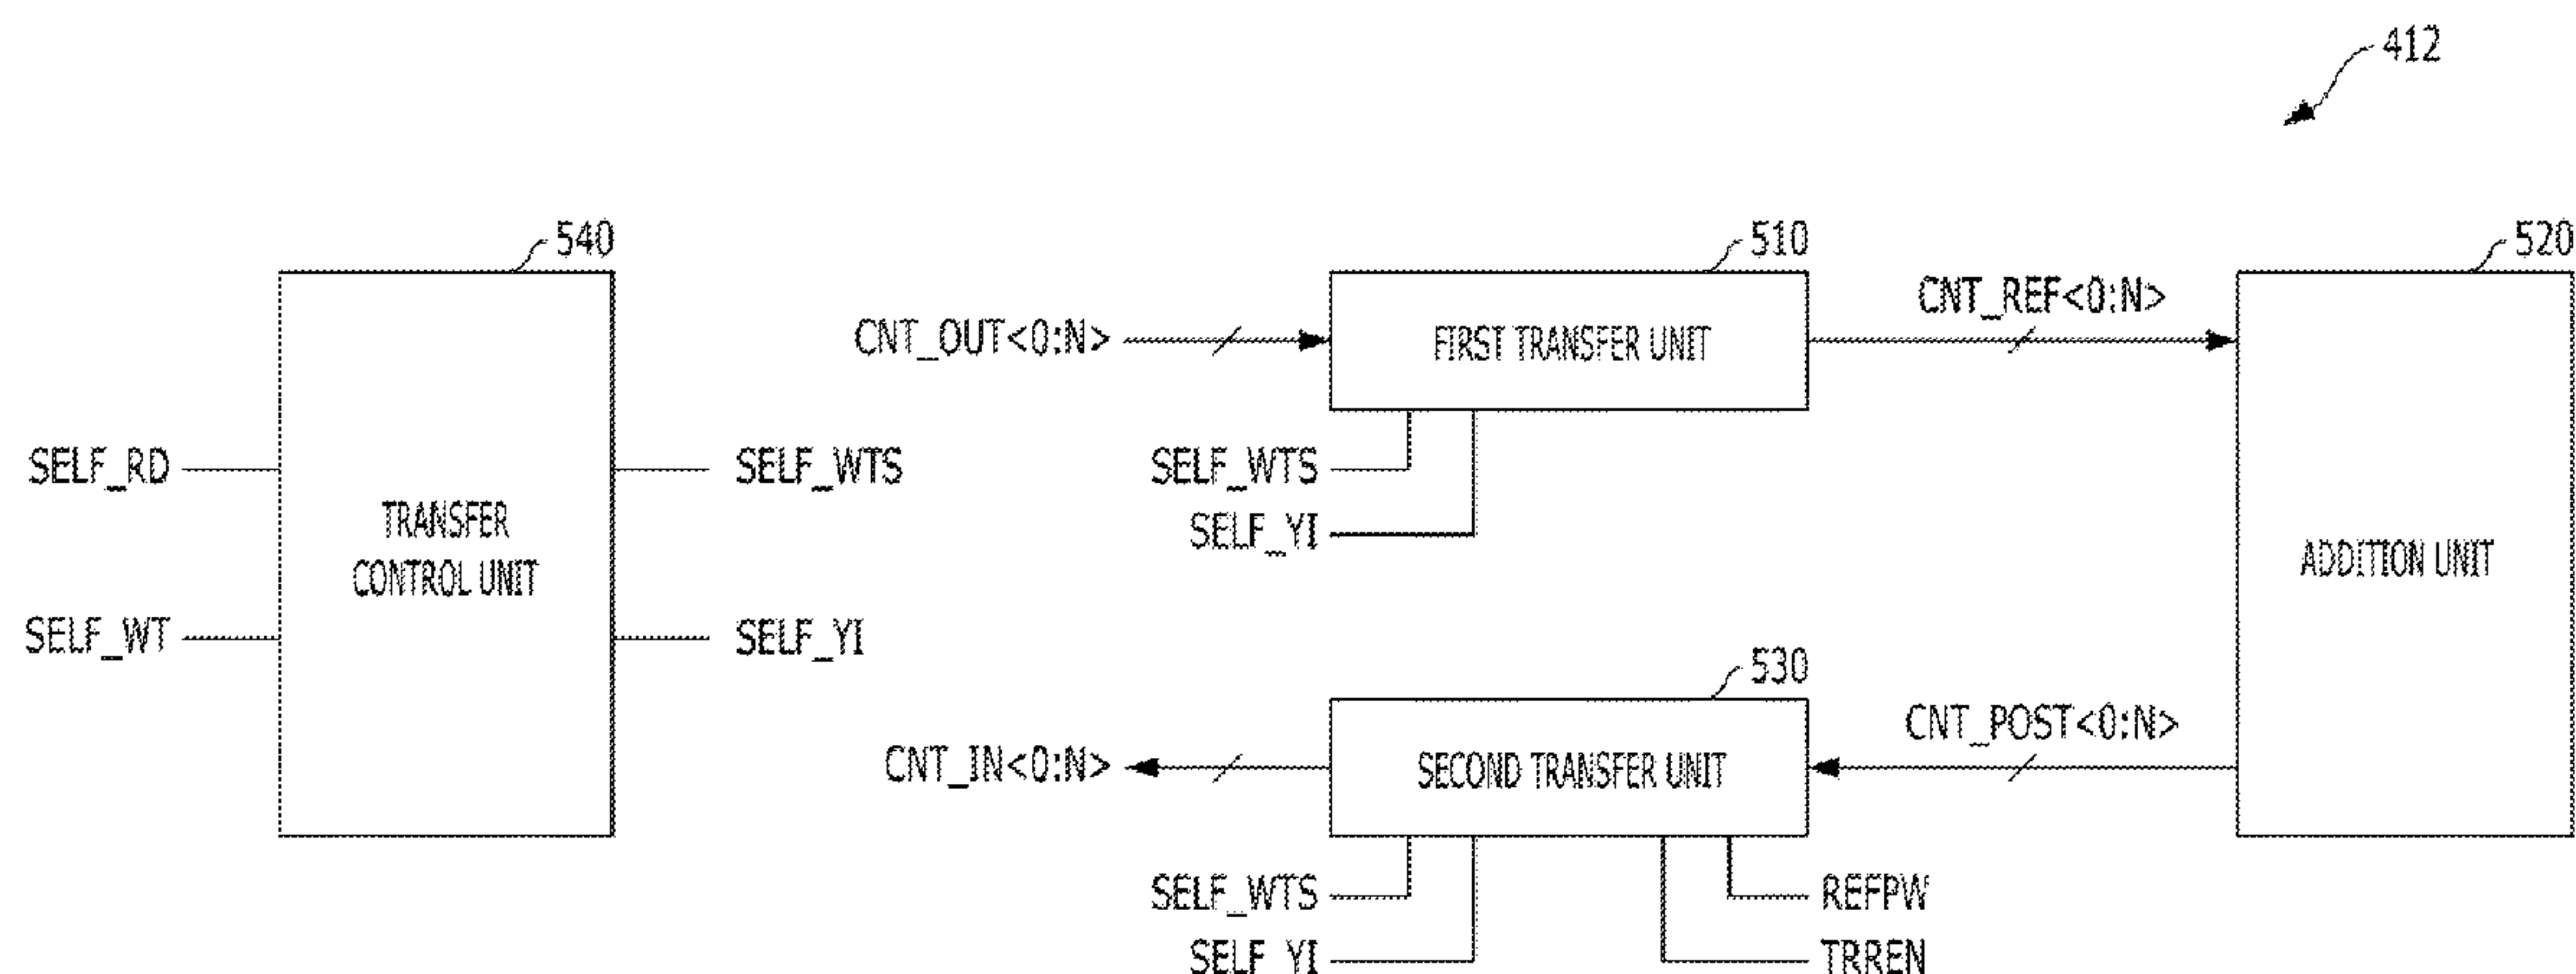 412
540
510
520
CNT_REF<0:N>
CNT_OUT<0:N>
FIRST TRANSFER UNIT
SELF_RD
SELF_WTS
SELF_WTS
TRANSFER
CONTROL UNIT
SELF_YI
ADDITION UNIT
SELF_WT
SELF_YI
530
CNT_POST<0:N>
CNT_IN<0:N>
SECOND TRANSFER UNIT
SELF_WTS
REFPW
SELF_YI
TRREN